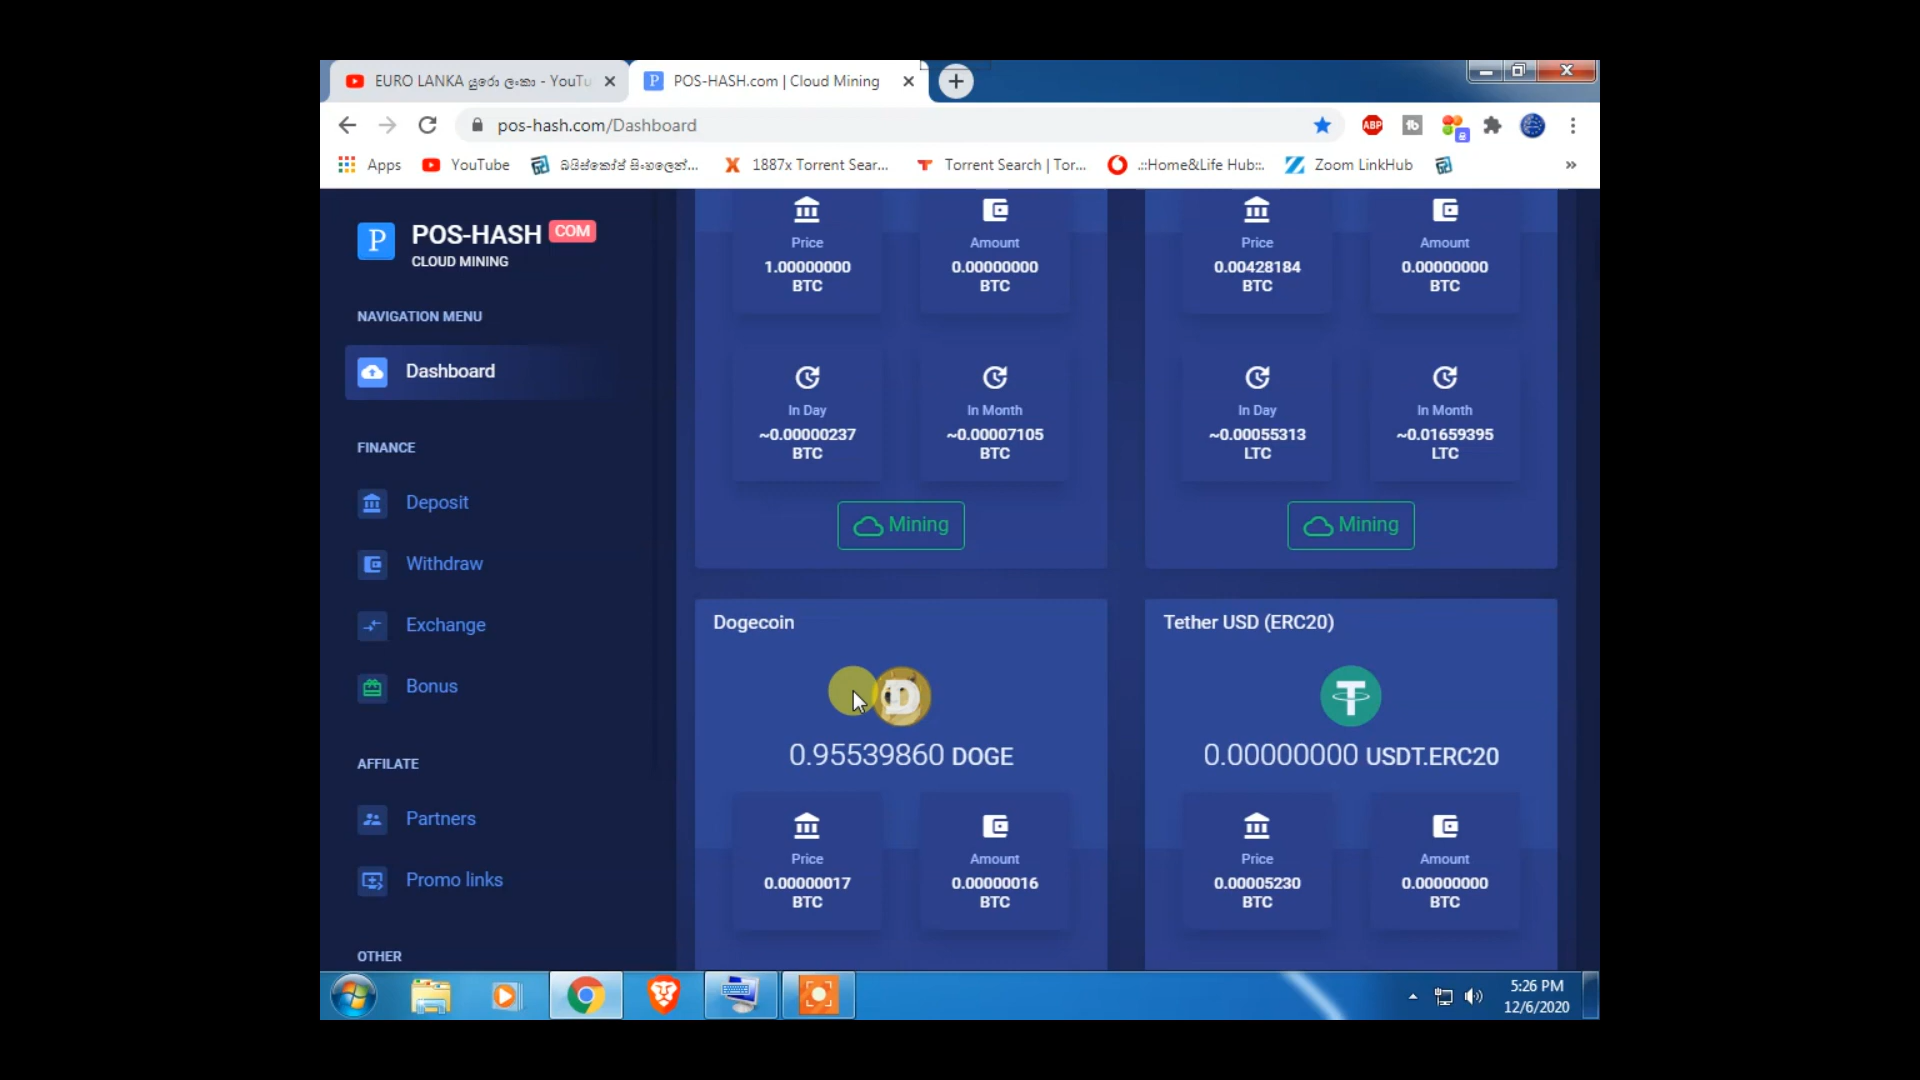 EURO LANKA යුරො ලංකා - YouTu
POS-HASH.com | Cloud Mining
pos-hash.com/Dashboard
ABP
Apps
YouTube
බයිස්කෝප් සිංහලෙන්...
1887x Torrent Sear...
Torrent Search | Tor...
.::Home&Life Hub::.
Zoom LinkHub
»
P
POS-HASH
COM
CLOUD MINING
NAVIGATION MENU
Dashboard
FINANCE
Deposit
Withdraw
Exchange
Bonus
AFFILATE
Partners
Promo links
OTHER
Price
1.00000000
BTC
Amount
0.00000000
BTC
In Day
~0.00000237
BTC
In Month
~0.00007105
BTC
Mining
Price
0.00428184
BTC
Amount
0.00000000
BTC
In Day
~0.00055313
LTC
In Month
~0.01659395
LTC
Mining
Dogecoin
0.95539860 DOGE
Price
0.00000017
BTC
Amount
0.00000016
BTC
Tether USD (ERC20)
0.00000000 USDT.ERC20
Price
0.00005230
BTC
Amount
0.00000000
BTC
5:26 PM
12/6/2020